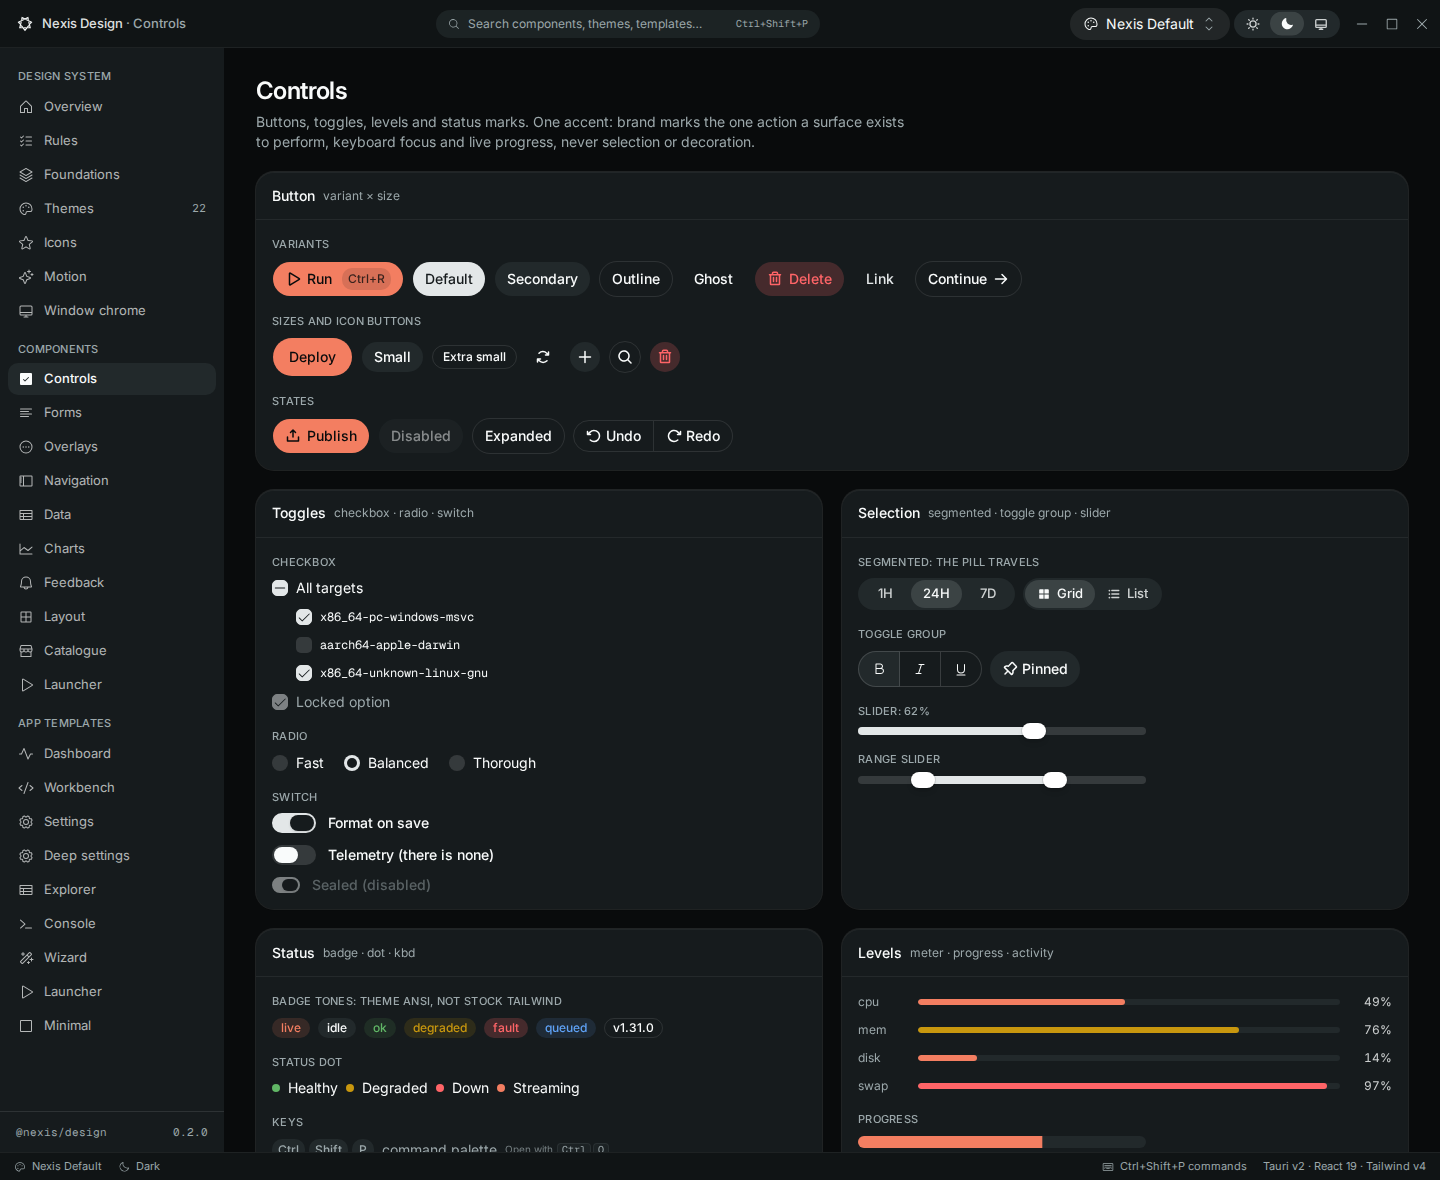 Nexis Design · Controls
Search components, themes, templates... Ctrl+Shift+P
Nexis Default
DESIGN SYSTEM
Overview
Rules
Foundations
Themes 22
Icons
Motion
Window chrome
COMPONENTS
Controls
Forms
Overlays
Navigation
Data
Charts
Feedback
Layout
Catalogue
Launcher
APP TEMPLATES
Dashboard
Workbench
Settings
Deep settings
Explorer
Console
Wizard
Launcher
Minimal
@nexis/design 0.2.0
Controls
Buttons, toggles, levels and status marks. One accent: brand marks the one action a surface exists
to perform, keyboard focus and live progress, never selection or decoration.
Button variant × size
VARIANTS
Run Ctrl+R Default Secondary Outline Ghost Delete Link Continue
SIZES AND ICON BUTTONS
Deploy Small Extra small
STATES
Publish Disabled Expanded Undo Redo
Toggles checkbox · radio · switch
CHECKBOX
All targets
x86_64-pc-windows-msvc
aarch64-apple-darwin
x86_64-unknown-linux-gnu
Locked option
RADIO
Fast Balanced Thorough
SWITCH
Format on save
Telemetry (there is none)
Sealed (disabled)
Selection segmented · toggle group · slider
SEGMENTED: THE PILL TRAVELS
1H 24H 7D Grid List
TOGGLE GROUP
B I U Pinned
SLIDER: 62%
RANGE SLIDER
Status badge · dot · kbd
BADGE TONES: THEME ANSI, NOT STOCK TAILWIND
live idle ok degraded fault queued v1.31.0
STATUS DOT
Healthy Degraded Down Streaming
KEYS
Ctrl Shift P command palette Open with Ctrl O
Levels meter · progress · activity
cpu 49%
mem 76%
disk 14%
swap 97%
PROGRESS
Nexis Default Dark
Ctrl+Shift+P commands Tauri v2 · React 19 · Tailwind v4